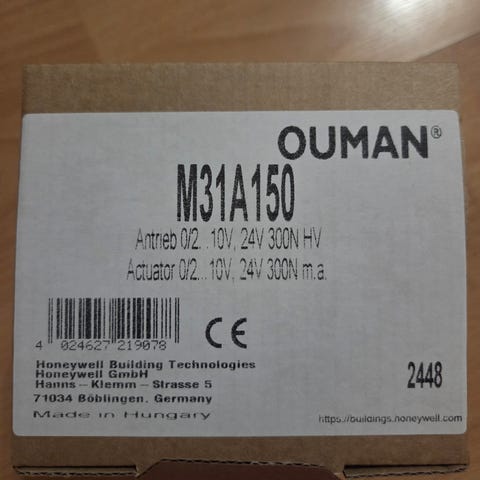 OUMAN®
M31A150
Antrieb 0/2...10V, 24V 300N HV
Actuator 0/2...10V, 24V 300N m.a.
4 024627 219078
CE
Honeywell Building Technologies
Honeywell GmbH
Hanns-Klemm-Strasse 5
71034 Böblingen, Germany
Made in Hungary
2448
https://buildings.honeywell.com